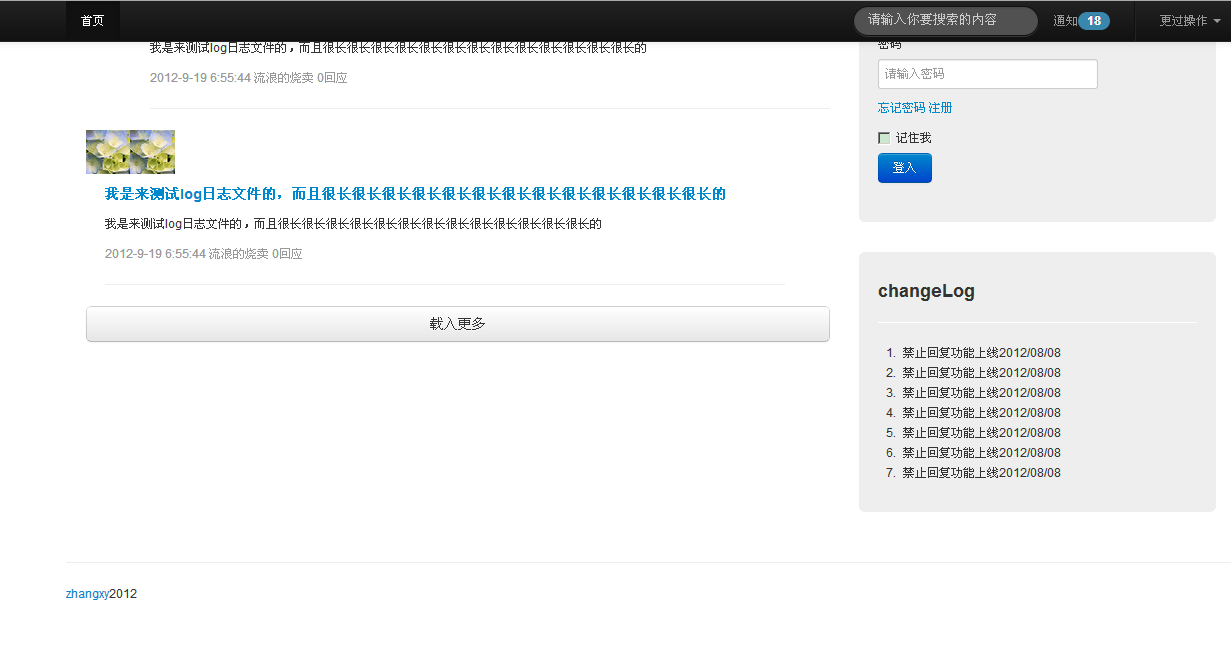 首页
请输入你要搜索的内容
通知 18
更过操作
我是来测试log日志文件的，而且很长很长很长很长很长很长很长很长很长很长很长很长很长的
2012-9-19 6:55:44 流浪的烧卖 0回应
我是来测试log日志文件的，而且很长很长很长很长很长很长很长很长很长很长很长很长很长的
我是来测试log日志文件的，而且很长很长很长很长很长很长很长很长很长很长很长很长很长的
2012-9-19 6:55:44 流浪的烧卖 0回应
载入更多
密码
请输入密码
忘记密码 注册
记住我
登入
changeLog
1. 禁止回复功能上线2012/08/08
2. 禁止回复功能上线2012/08/08
3. 禁止回复功能上线2012/08/08
4. 禁止回复功能上线2012/08/08
5. 禁止回复功能上线2012/08/08
6. 禁止回复功能上线2012/08/08
7. 禁止回复功能上线2012/08/08
zhangxy2012